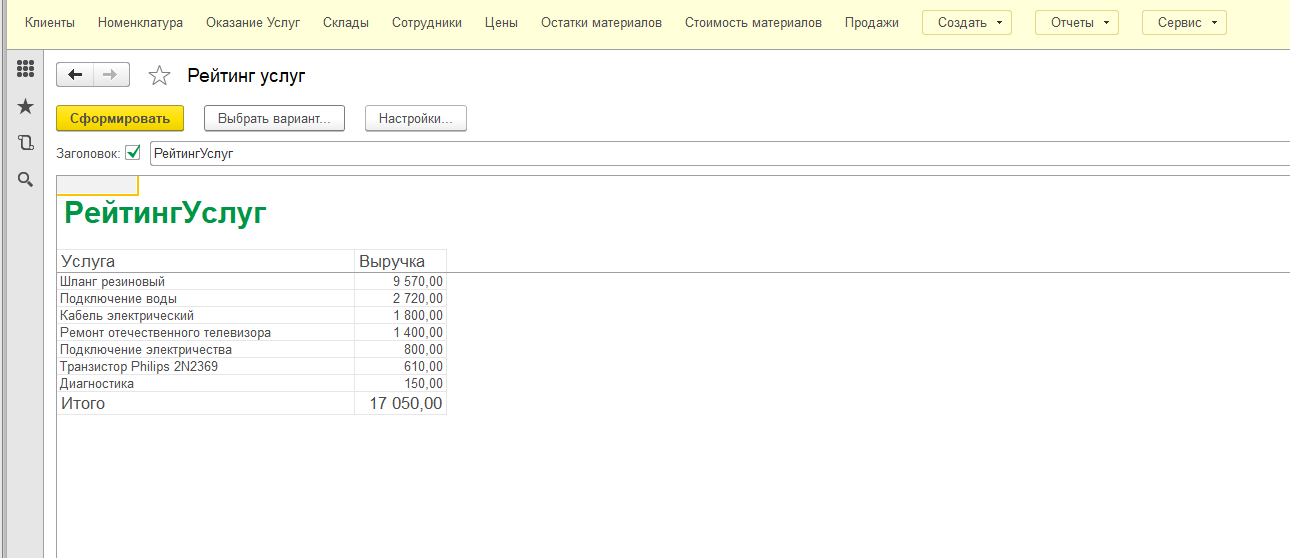 Клиенты Номенклатура Оказание Услуг Склады Сотрудники Цены Остатки материалов Стоимость материалов Продажи Создать Отчеты Сервис
Рейтинг услуг
Сформировать Выбрать вариант... Настройки...
Заголовок: РейтингУслуг
РейтингУслуг
Услуга Выручка
Шланг резиновый 9 570,00
Подключение воды 2 720,00
Кабель электрический 1 800,00
Ремонт отечественного телевизора 1 400,00
Подключение электричества 800,00
Транзистор Philips 2N2369 610,00
Диагностика 150,00
Итого 17 050,00